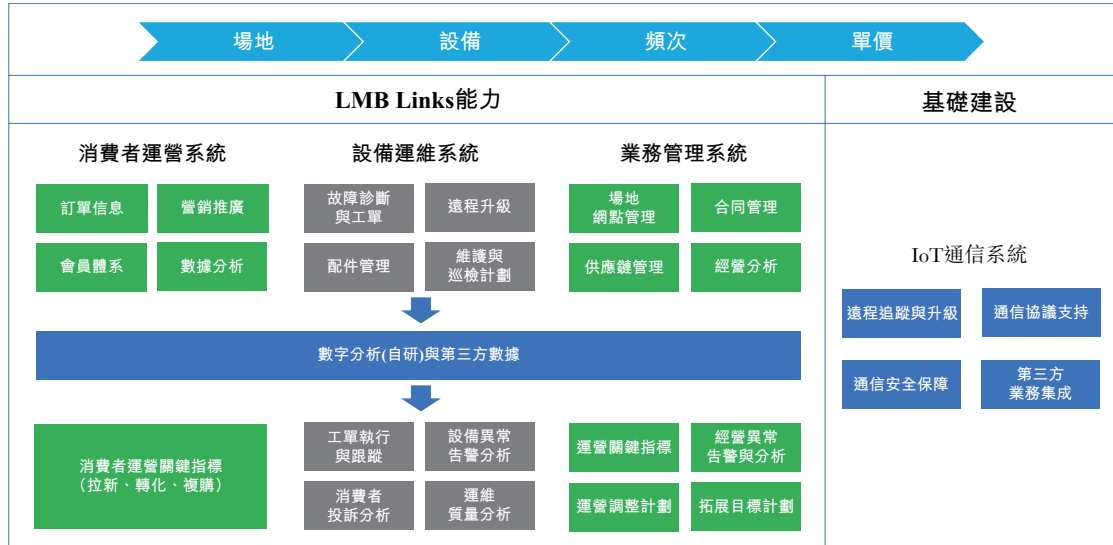 場地
設備
頻次
單價
LMB Links能力
基礎建設
消費者運營系統
設備運維系統
業務管理系統
訂單信息
營銷推廣
會員體系
數據分析
故障診斷
與工單
遠程升級
配件管理
維護與
巡檢計劃
場地
網點管理
合同管理
供應鏈管理
經營分析
數字分析(自研)與第三方數據
消費者運營關鍵指標
（拉新、轉化、複購）
工單執行
與跟蹤
設備異常
告警分析
消費者
投訴分析
運維
質量分析
運營關鍵指標
經營異常
告警與分析
運營調整計劃
拓展目標計劃
IoT通信系統
遠程追蹤與升級
通信協議支持
通信安全保障
第三方
業務集成